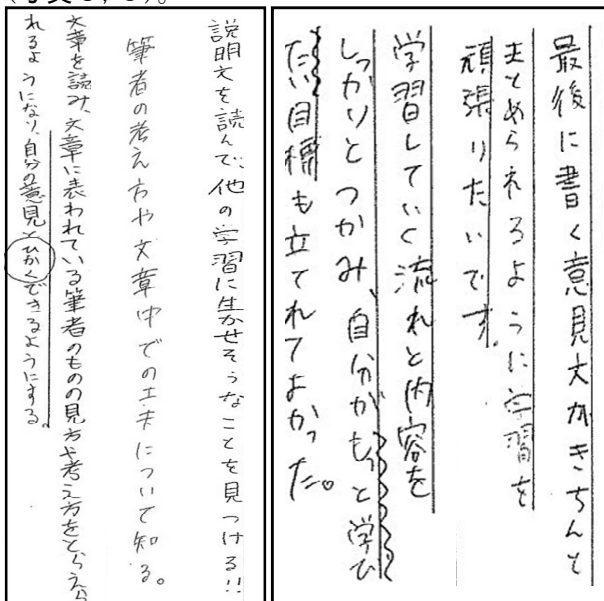 最後に書く意見文がきちんと
まとめられるように学習を
頑張りたいです。
学習していく流れと内容を
しっかりとつかみ、自分がもっと学び
たい目標も立てれてよかった。
説明文を読んで、他の学習に生かせそうなことを見つける!!
筆者の考え方や文章中での工夫について知る。
文章を読み、文章に表われている筆者のものの見方や考え方をとらえら
れるようになり、自分の意見とひかくできるようにする。